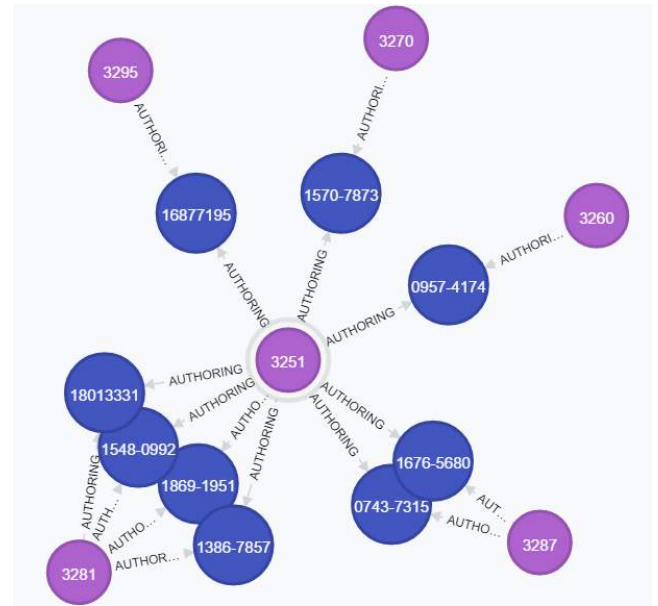 3270
3295
AUTHORI...
AUTHORI...
1570-7873
16877195
3260
AUTHORI...
AUTHORING
AUTHORING
0957-4174
AUTHORING
3251
AUTHORING
18013331
AUTHORING
AUTHO...
AUTHORING
AUTHORING
AUTHORING
1548-0992
1676-5680
1869-1951
AUTHORING
AUTH...
0743-7315
AUT...
AUTHO...
AUTHO...
1386-7857
3287
AUTHOR...
3281